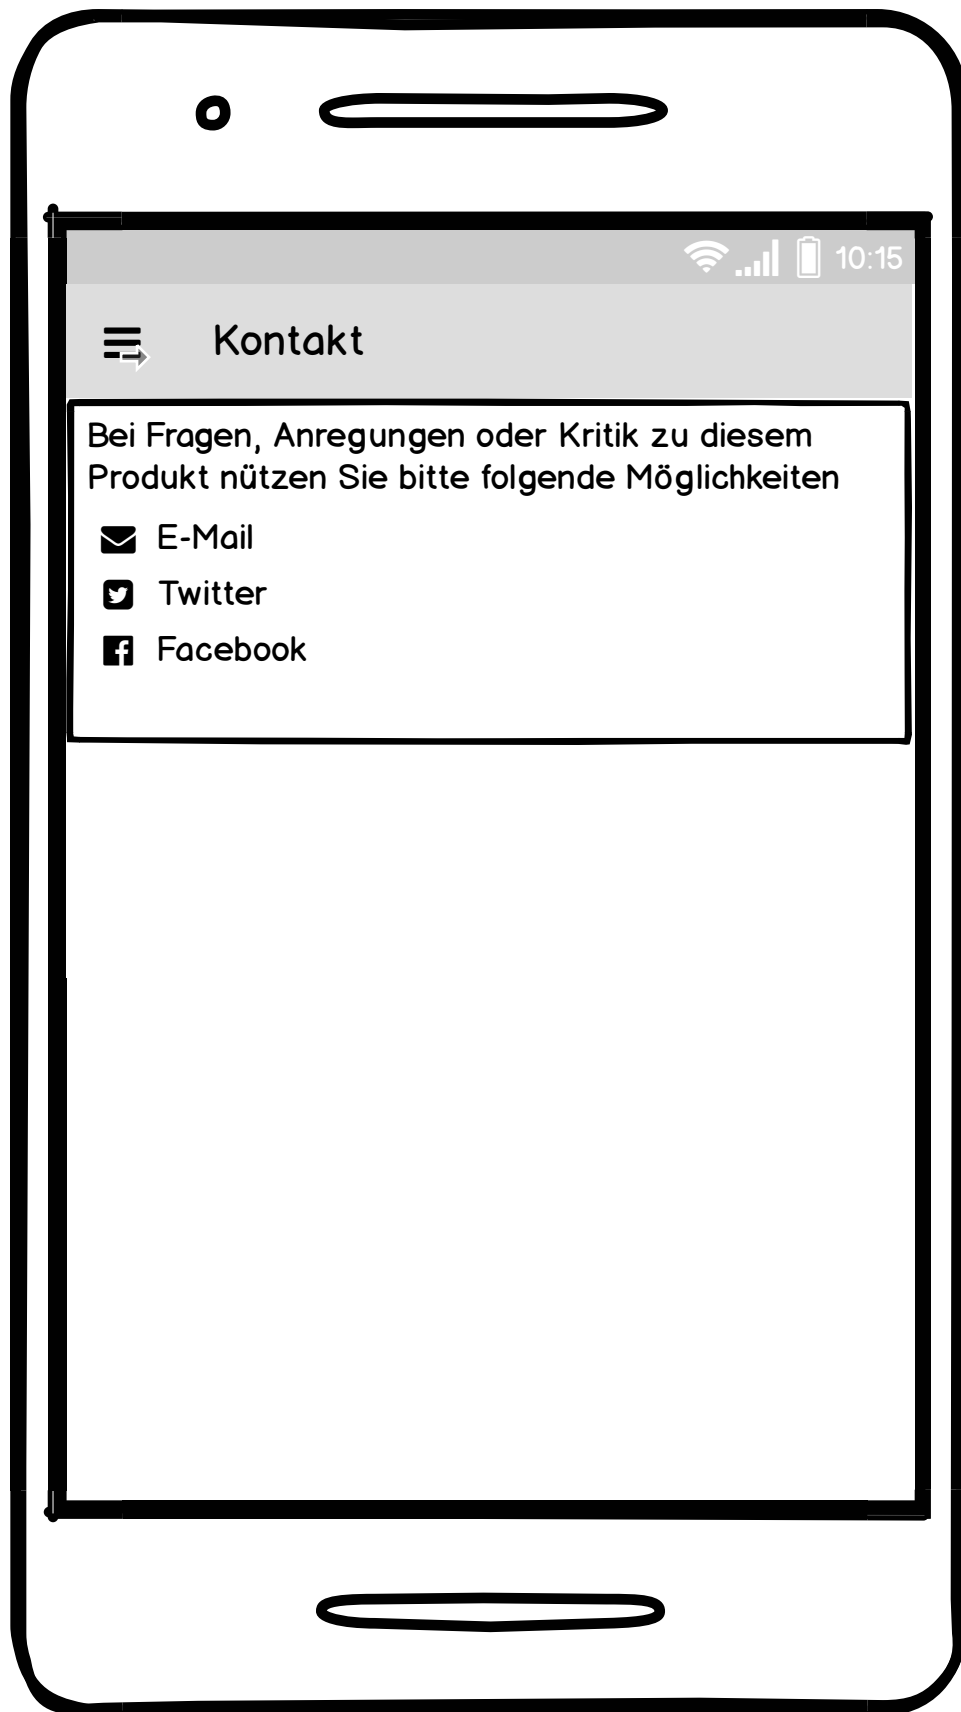 10:15
Kontakt
Bei Fragen, Anregungen oder Kritik zu diesem
Produkt nützen Sie bitte folgende Möglichkeiten
E-Mail
Twitter
Facebook